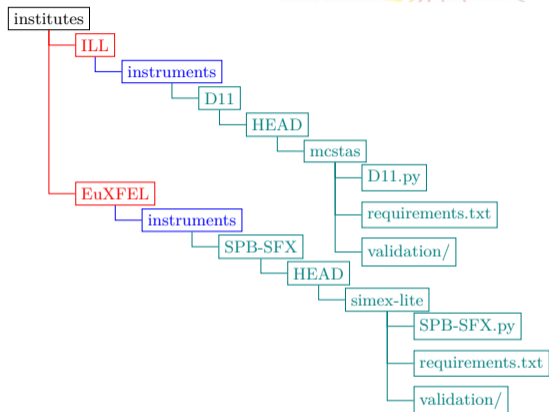 institutes
ILL
instruments
D11
HEAD
mcstas
D11.py
EuXFEL
requirements.txt
instruments
SPB-SFX
validation/
HEAD
simex-lite
SPB-SFX.py
requirements.txt
validation/